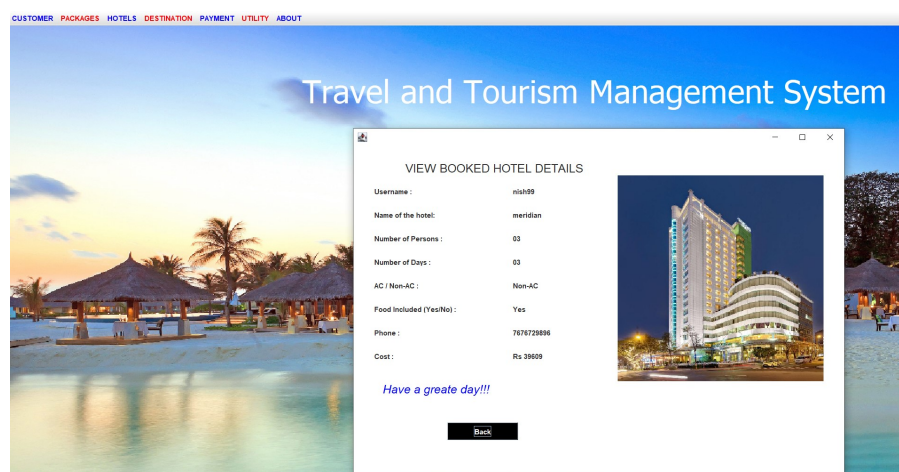 CUSTOMER PACKAGES HOTELS DESTINATION PAYMENT UTILITY ABOUT
Travel and Tourism Management System
VIEW BOOKED HOTEL DETAILS
Username : nish99
Name of the hotel: meridian
Number of Persons : 03
Number of Days : 03
AC / Non-AC : Non-AC
Food Included (Yes/No) : Yes
Phone : 7676729896
Cost : Rs 39609
Have a greate day!!!
Back